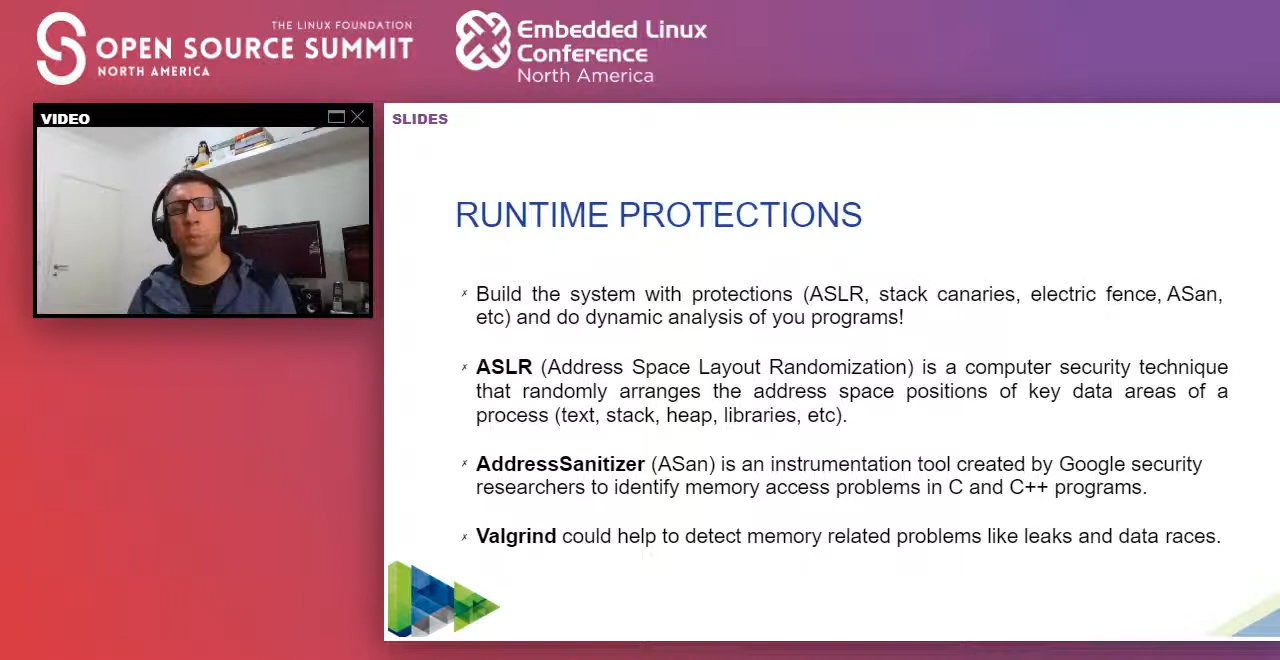 THE LINUX FOUNDATION
OPEN SOURCE SUMMIT
NORTH AMERICA
Embedded Linux
Conference
North America
VIDEO
SLIDES
RUNTIME PROTECTIONS
✗ Build the system with protections (ASLR, stack canaries, electric fence, ASan,
etc) and do dynamic analysis of you programs!
✗ ASLR (Address Space Layout Randomization) is a computer security technique
that randomly arranges the address space positions of key data areas of a
process (text, stack, heap, libraries, etc).
✗ AddressSanitizer (ASan) is an instrumentation tool created by Google security
researchers to identify memory access problems in C and C++ programs.
✗ Valgrind could help to detect memory related problems like leaks and data races.